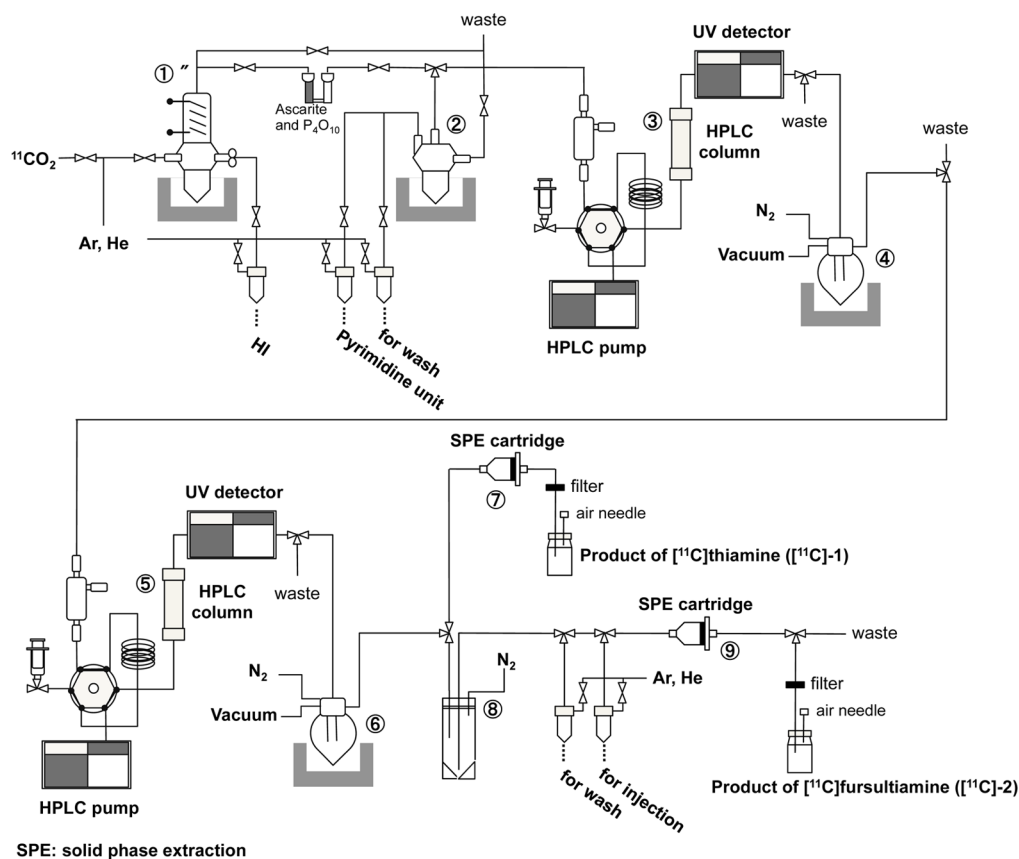 waste
UV detector
① ″
Ascarite
and P₄O₁₀
②
③
HPLC
column
waste
waste
¹¹CO₂
Ar, He
N₂
Vacuum
④
HPLC pump
HI
Pyrimidine unit
for wash
SPE cartridge
⑦
filter
air needle
Product of [¹¹C]thiamine ([¹¹C]-1)
UV detector
⑤
HPLC
column
waste
SPE cartridge
⑨
waste
N₂
Vacuum
⑥
N₂
⑧
Ar, He
filter
air needle
HPLC pump
for wash
for injection
Product of [¹¹C]fursultiamine ([¹¹C]-2)
SPE: solid phase extraction